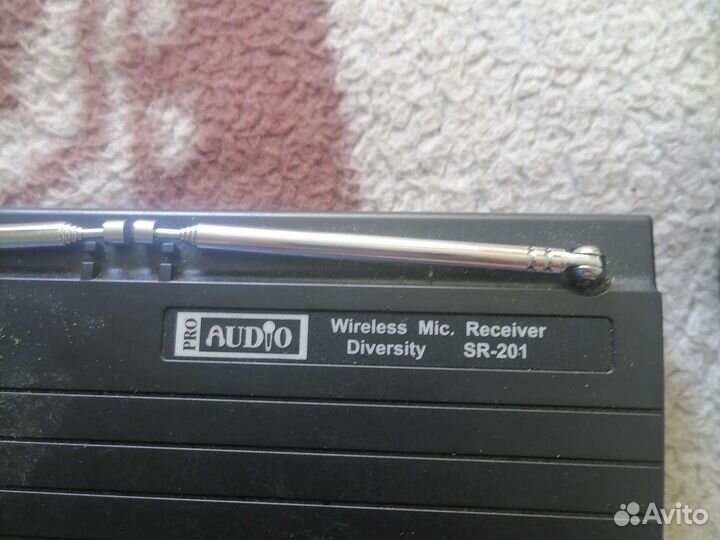 PRO AUDIO
Wireless Mic. Receiver
Diversity SR-201
Avito